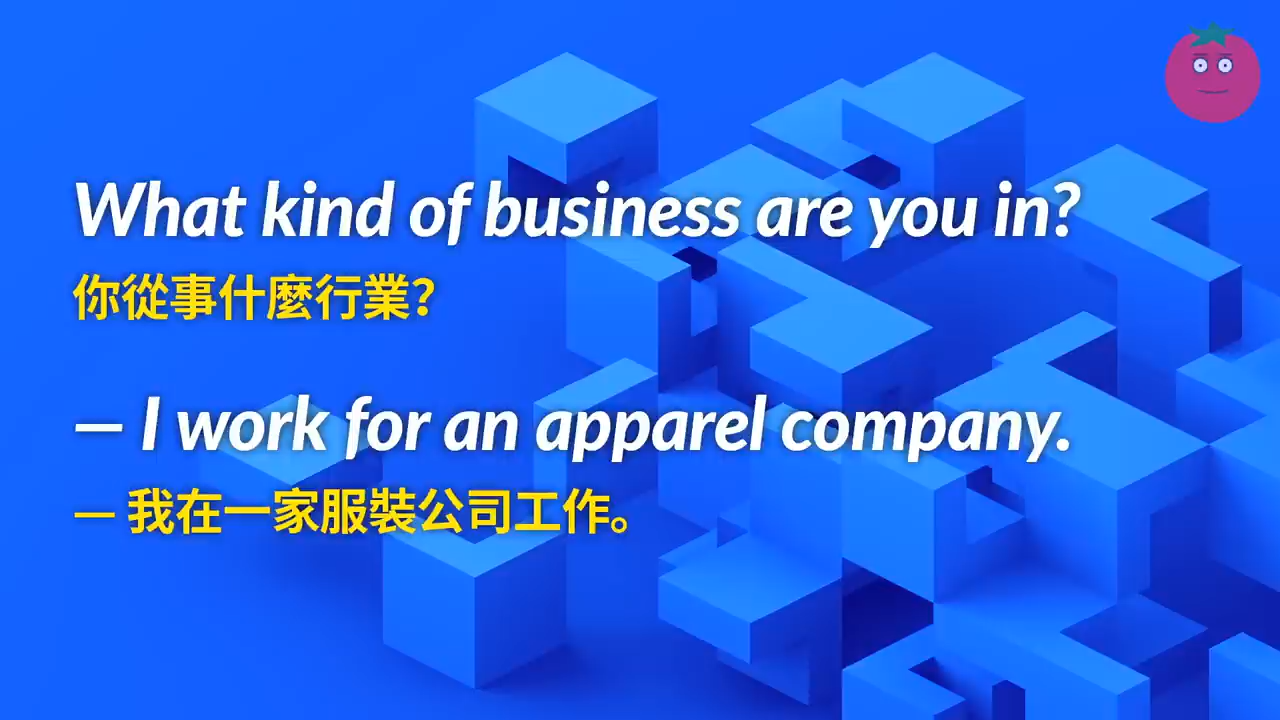 What kind of business are you in?
你從事什麼行業？
— I work for an apparel company.
— 我在一家服裝公司工作。